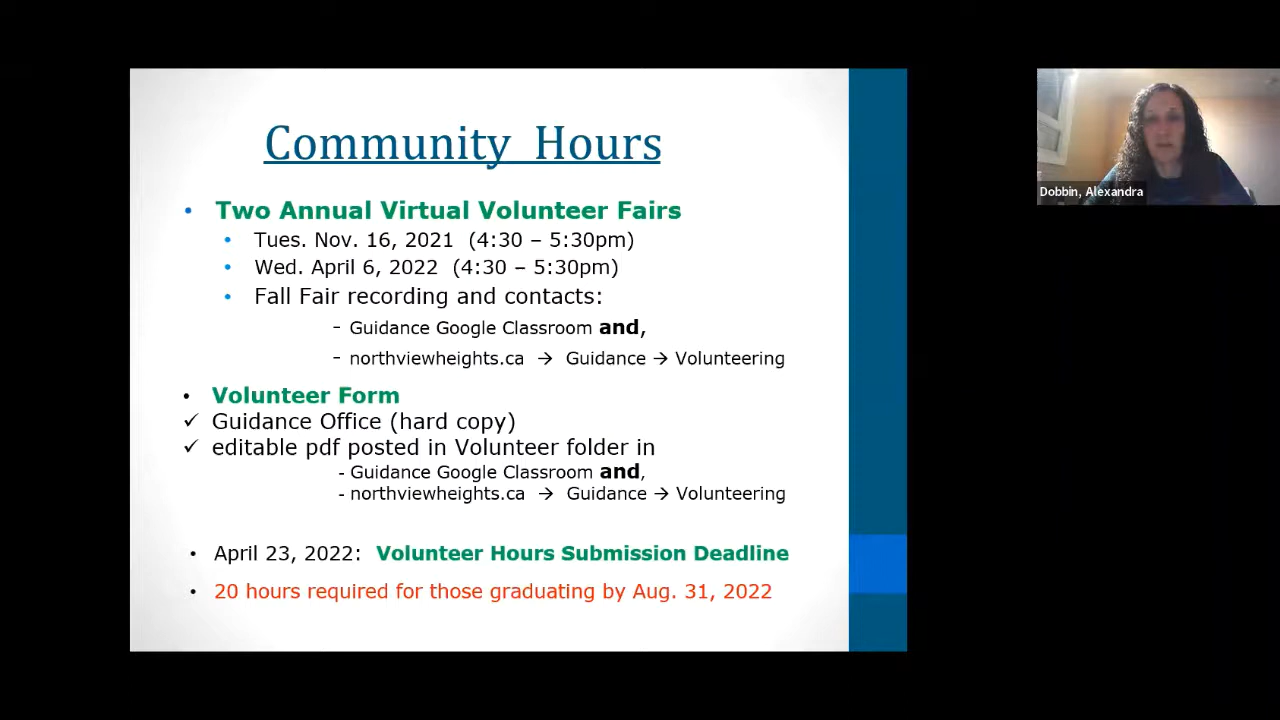 Community Hours
• Two Annual Virtual Volunteer Fairs
• Tues. Nov. 16, 2021 (4:30 – 5:30pm)
• Wed. April 6, 2022 (4:30 – 5:30pm)
• Fall Fair recording and contacts:
- Guidance Google Classroom and,
- northviewheights.ca → Guidance → Volunteering
• Volunteer Form
✓ Guidance Office (hard copy)
✓ editable pdf posted in Volunteer folder in
- Guidance Google Classroom and,
- northviewheights.ca → Guidance → Volunteering
• April 23, 2022: Volunteer Hours Submission Deadline
• 20 hours required for those graduating by Aug. 31, 2022
Dobbin, Alexandra